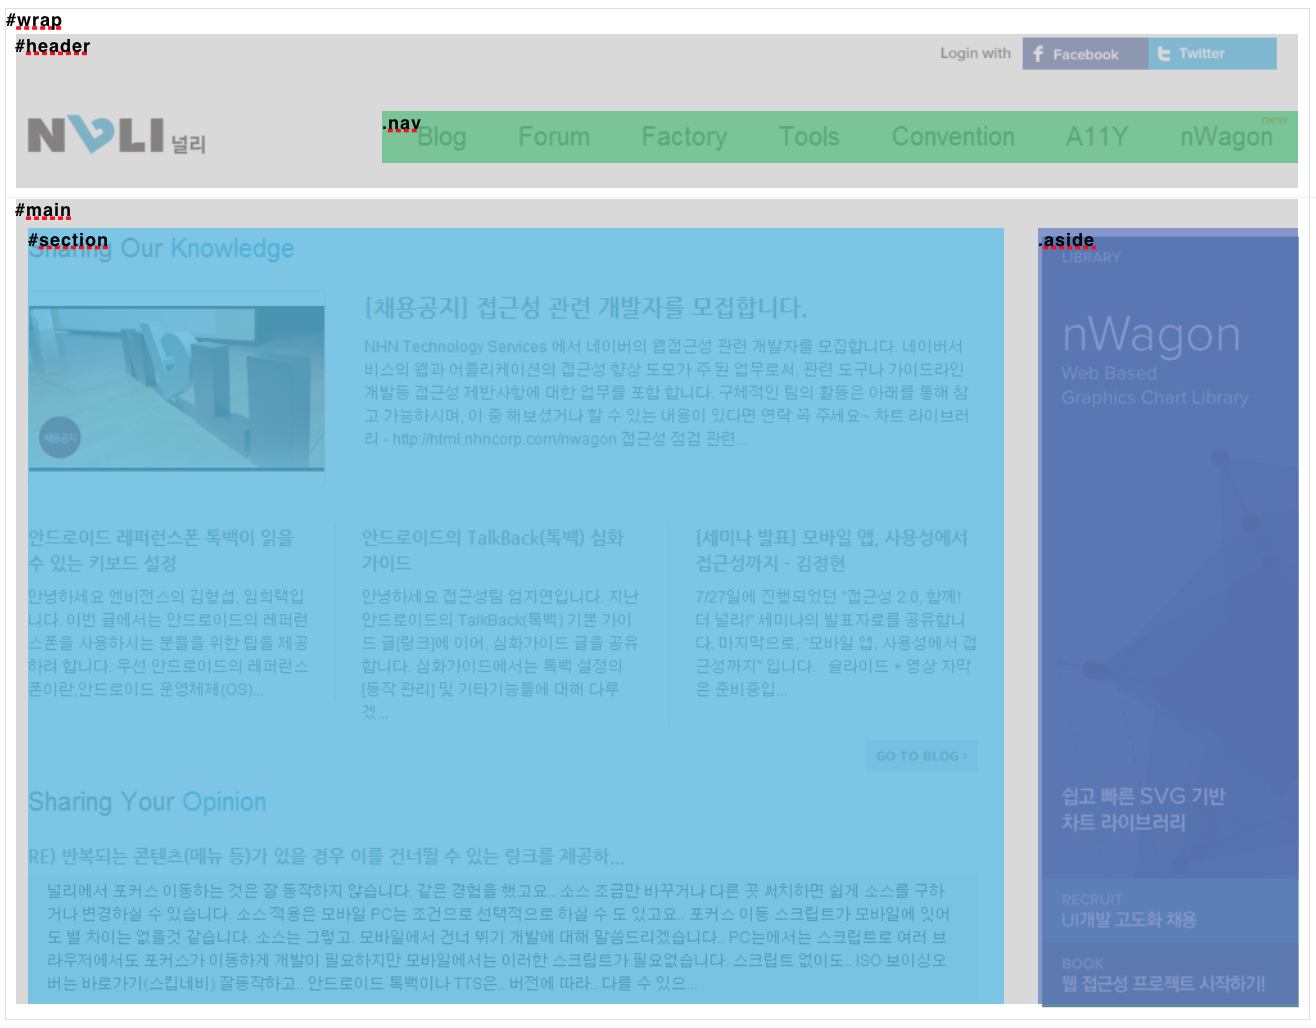 #wrap
#header
Login with
Facebook
Twitter
NULI 널리
.nav
Blog
Forum
Factory
Tools
Convention
A11Y
nWagon
new
#main
#section
Sharing Our Knowledge
[채용공지] 접근성 관련 개발자를 모집합니다.
NHN Technology Services 에서 네이버의 웹접근성 관련 개발자를 모집합니다. 네이버서
비스의 웹과 어플리케이션의 접근성 향상 도모가 주 된 업무로써, 관련 도구나 가이드라인
개발등 접근성 제반사항에 대한 업무를 포함 합니다. 구체적인 팀의 활동은 아래를 통해 참
고 가능하시며, 이 중 해보셨거나 할 수 있는 내용이 있다면 연락 꼭 주세요~ 차트 라이브러
리 - http://html.nhncorp.com/nwagon 접근성 점검 관련...
채용공지
안드로이드 레퍼런스폰 톡백이 읽을
수 있는 키보드 설정
안녕하세요 엔비전스의 김형섭, 임희택입
니다. 이번 글에서는 안드로이드의 레퍼런
스폰을 사용하시는 분들을 위한 팁을 제공
하려 합니다. 우선 안드로이드의 레퍼런스
폰이란,안드로이드 운영체제(OS)...
안드로이드의 TalkBack(톡백) 심화
가이드
안녕하세요 접근성팀 엄지연입니다. 지난
안드로이드의 TalkBack(톡백) 기본 가이
드 글[링크]에 이어, 심화가이드 글을 공유
합니다. 심화가이드에서는 톡백 설정의
[동작 관리] 및 기타기능들에 대해 다루
겠...
[세미나 발표] 모바일 앱, 사용성에서
접근성까지 - 김정현
7/27일에 진행되었던 "접근성 2.0, 함께!
더 널리!" 세미나의 발표자료를 공유합니
다. 마지막으로, "모바일 앱, 사용성에서 접
근성까지" 입니다. 슬라이드 + 영상 자막
은 준비중입...
GO TO BLOG ›
Sharing Your Opinion
RE) 반복되는 콘텐츠(메뉴 등)가 있을 경우 이를 건너뛸 수 있는 링크를 제공하...
널리에서 포커스 이동하는 것은 잘 동작하지 않습니다. 같은 경험을 했고요.. 소스 조금만 바꾸거나 다른 곳 써치하면 쉽게 소스를 구하
거나 변경하실 수 있습니다. 소스 적용은 모바일 PC는 조건으로 선택적으로 하실 수 도 있고요.. 포커스 이동 스크립트가 모바일에 잇어
도 별 차이는 없을것 같습니다. 소스는 그렇고. 모바일에서 건너 뛰기 개발에 대해 말씀드리겠습니다.. PC는에서는 스크립트로 여러 브
라우저에서도 포커스가 이동하게 개발이 필요하지만 모바일에서는 이러한 스크립트가 필요없습니다. 스크립트 없이도.. ISO 보이싱오
버는 바로가기(스킵네비) 잘동작하고.. 안드로이드 톡백이나 TTS은.. 버전에 따라.. 다를 수 있으...
.aside
LIBRARY
nWagon
Web Based
Graphics Chart Library
쉽고 빠른 SVG 기반
차트 라이브러리
RECRUIT
UI개발 고도화 채용
BOOK
웹 접근성 프로젝트 시작하기!